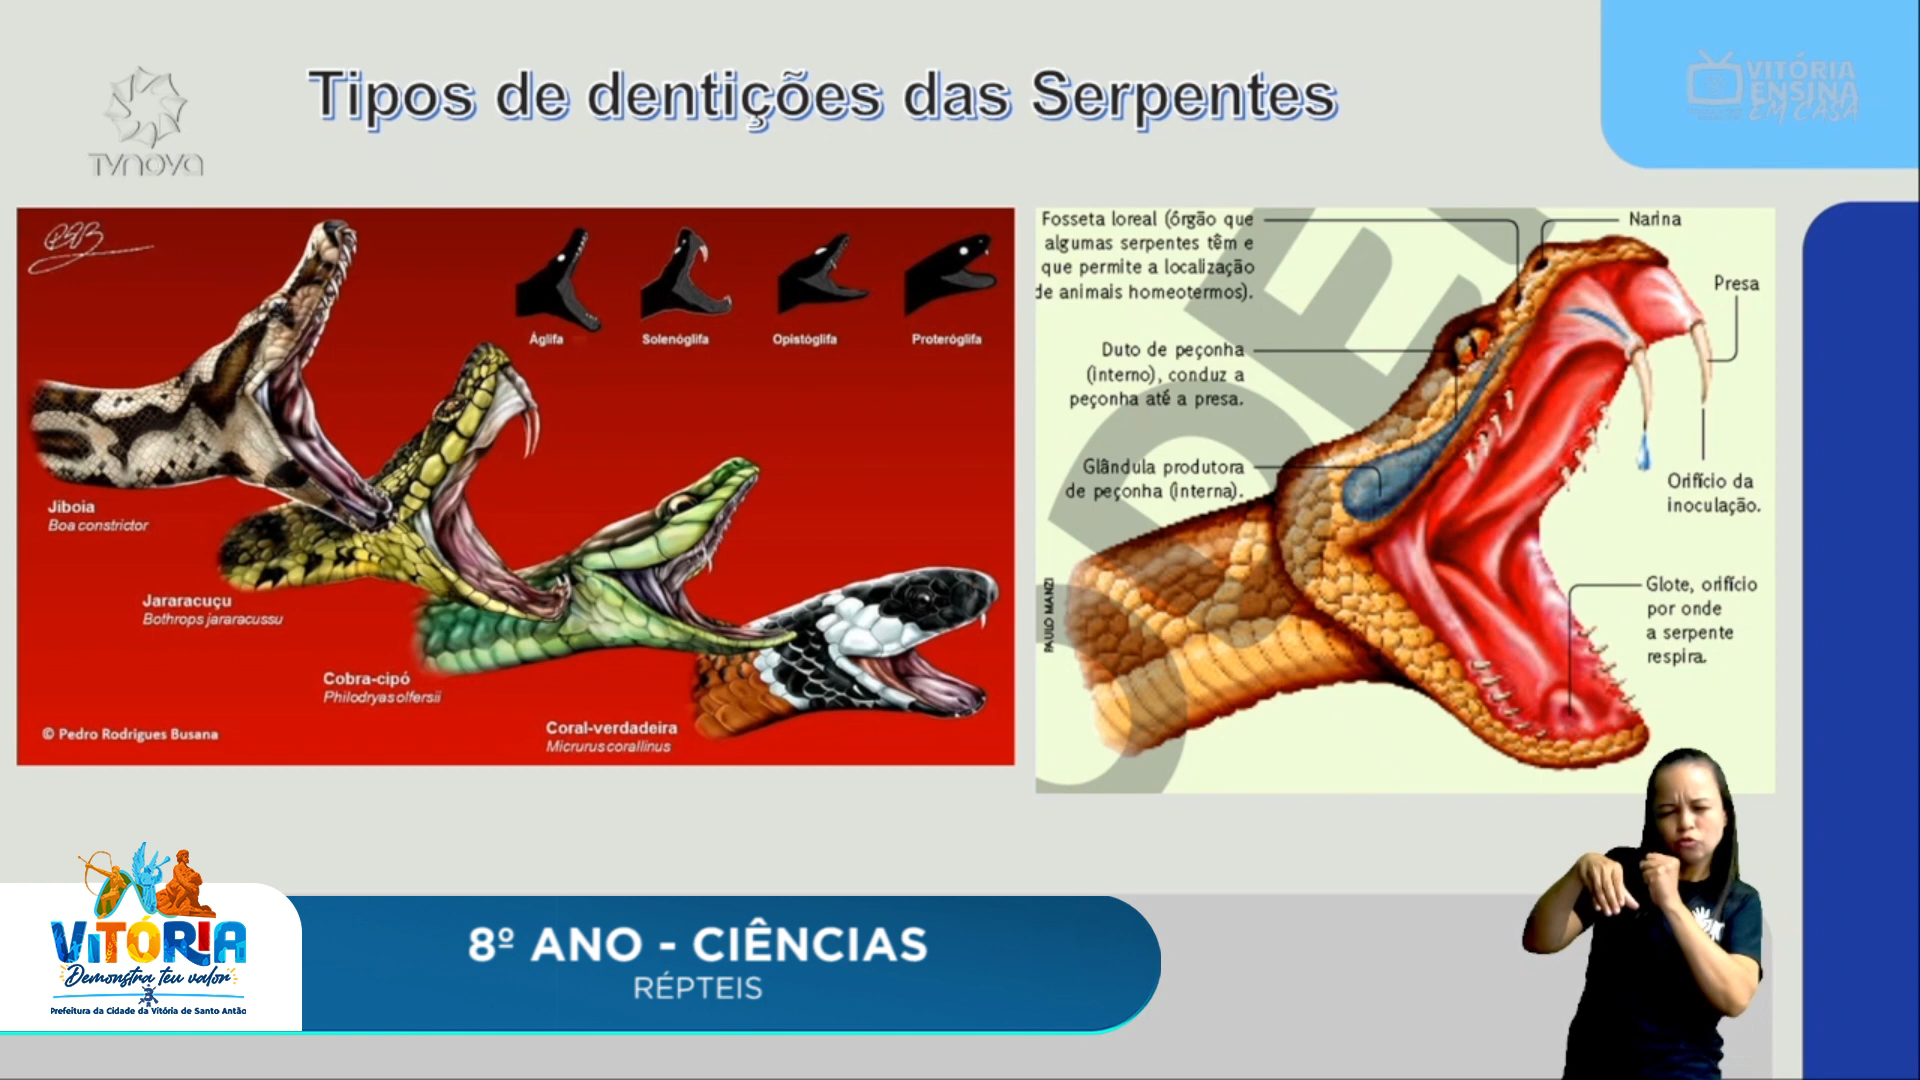 Tipos de dentições das Serpentes
TVNOVA
VITÓRIA
ENSINA
EM CASA
Áglifa
Solenóglifa
Opistóglifa
Proteróglifa
Jiboia
Boa constrictor
Jararacuçu
Bothrops jararacussu
Cobra-cipó
Philodryas olfersii
Coral-verdadeira
Micrurus corallinus
© Pedro Rodrigues Busana
Fosseta loreal (órgão que
algumas serpentes têm e
que permite a localização
de animais homeotermos).
Narina
Presa
Duto de peçonha
(interno), conduz a
peçonha até a presa.
Glândula produtora
de peçonha (interna).
Orifício da
inoculação.
Glote, orifício
por onde
a serpente
respira.
PAULO MANZI
VITÓRIA
Demonstra teu valor
Prefeitura da Cidade da Vitória de Santo Antão
8º ANO - CIÊNCIAS
RÉPTEIS